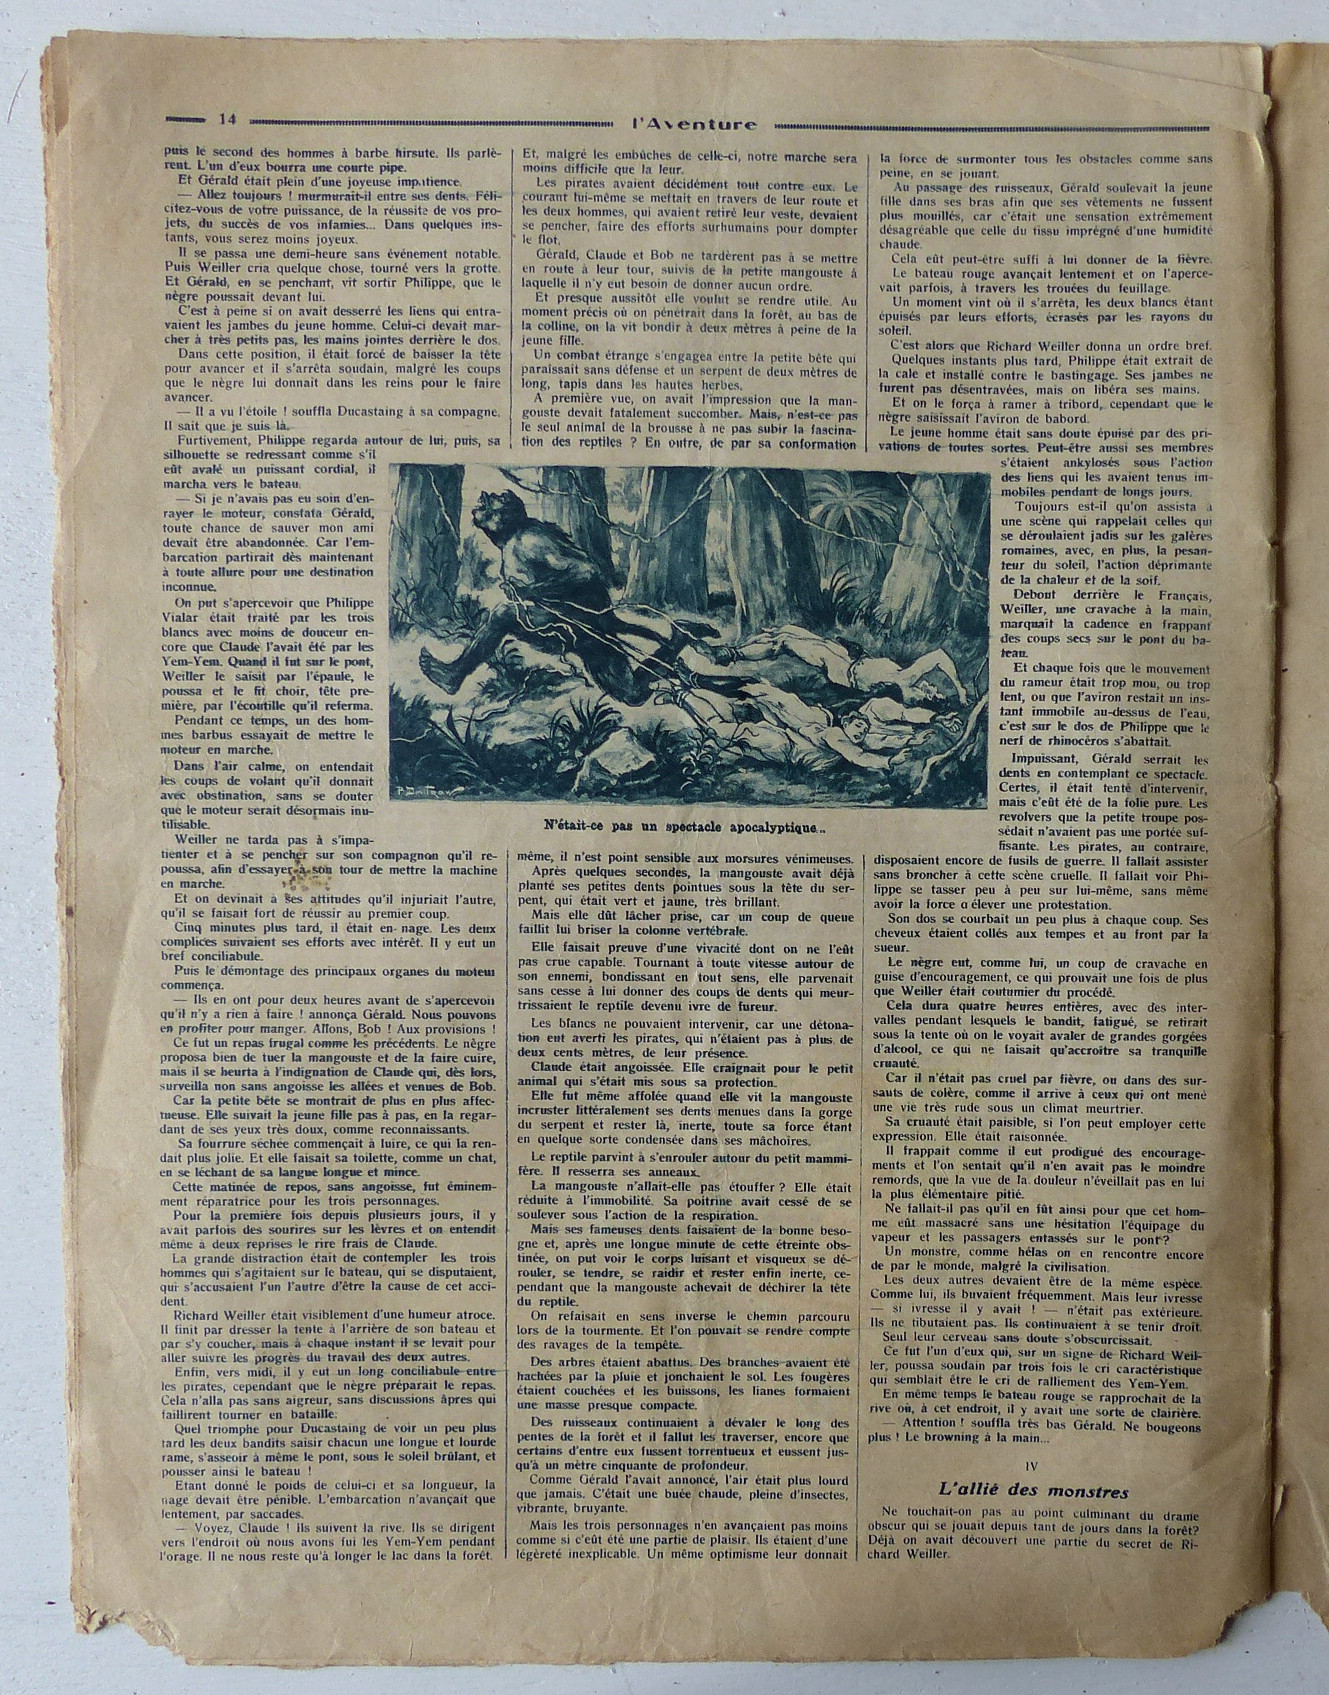 14
l'Aventure
puis le second des hommes à barbe hirsute. Ils parlè-
rent. L'un d'eux bourra une courte pipe.
Et Gérald était plein d'une joyeuse impatience.
— Allez toujours ! murmurait-il entre ses dents. Féli-
citez-vous de votre puissance, de la réussite de vos pro-
jets, du succès de vos infamies... Dans quelques ins-
tants, vous serez moins joyeux.
Il se passa une demi-heure sans événement notable.
Puis Weiller cria quelque chose, tourné vers la grotte.
Et Gérald, en se penchant, vit sortir Philippe, que le
nègre poussait devant lui.
C'est à peine si on avait desserré les liens qui entra-
vaient les jambes du jeune homme. Celui-ci devait mar-
cher à très petits pas, les mains jointes derrière le dos.
Dans cette position, il était forcé de baisser la tête
pour avancer et il s'arrêta soudain, malgré les coups
que le nègre lui donnait dans les reins pour le faire
avancer.
— Il a vu l'étoile ! souffla Ducastaing à sa compagne.
Il sait que je suis là.
Furtivement, Philippe regarda autour de lui, puis, sa
silhouette se redressant comme s'il
eût avalé un puissant cordial, il
marcha vers le bateau.
— Si je n'avais pas eu soin d'en-
rayer le moteur, constata Gérald,
toute chance de sauver mon ami
devait être abandonnée. Car l'em-
barcation partirait dès maintenant
à toute allure pour une destination
inconnue.
On put s'apercevoir que Philippe
Vialar était traité par les trois
blancs avec moins de douceur en-
core que Claude l'avait été par les
Yem-Yem. Quand il fut sur le pont,
Weiller le saisit par l'épaule, le
poussa et le fit choir, tête pre-
mière, par l'écoutille qu'il referma.
Pendant ce temps, un des hom-
mes barbus essayait de mettre le
moteur en marche.
Dans l'air calme, on entendait
les coups de volant qu'il donnait
avec obstination, sans se douter
que le moteur serait désormais inu-
tilisable.
Weiller ne tarda pas à s'impa-
tienter et à se pencher sur son compagnon qu'il re-
poussa, afin d'essayer à son tour de mettre la machine
en marche.
Et on devinait à ses attitudes qu'il injuriait l'autre,
qu'il se faisait fort de réussir au premier coup.
Cinq minutes plus tard, il était en nage. Les deux
complices suivaient ses efforts avec intérêt. Il y eut un
bref conciliabule.
Puis le démontage des principaux organes du moteur
commença.
— Ils en ont pour deux heures avant de s'apercevoir
qu'il n'y a rien à faire ! annonça Gérald. Nous pouvons
en profiter pour manger. Allons, Bob ! Aux provisions !
Ce fut un repas frugal comme les précédents. Le nègre
proposa bien de tuer la mangouste et de la faire cuire,
mais il se heurta à l'indignation de Claude qui, dès lors,
surveilla non sans angoisse les allées et venues de Bob.
Car la petite bête se montrait de plus en plus affec-
tueuse. Elle suivait la jeune fille pas à pas, en la regar-
dant de ses yeux très doux, comme reconnaissants.
Sa fourrure séchée commençait à luire, ce qui la ren-
dait plus jolie. Et elle faisait sa toilette, comme un chat,
en se léchant de sa langue longue et mince.
Cette matinée de repos, sans angoisse, fut éminem-
ment réparatrice pour les trois personnages.
Pour la première fois depuis plusieurs jours, il y
avait parfois des sourires sur les lèvres et on entendit
même à deux reprises le rire frais de Claude.
La grande distraction était de contempler les trois
hommes qui s'agitaient sur le bateau, qui se disputaient,
qui s'accusaient l'un l'autre d'être la cause de cet acci-
dent.
Richard Weiller était visiblement d'une humeur atroce.
Il finit par dresser la tente à l'arrière de son bateau et
par s'y coucher, mais à chaque instant il se levait pour
aller suivre les progrès du travail des deux autres.
Enfin, vers midi, il y eut un long conciliabule entre
les pirates, cependant que le nègre préparait le repas.
Cela n'alla pas sans aigreur, sans discussions âpres qui
faillirent tourner en bataille.
Quel triomphe pour Ducastaing de voir un peu plus
tard les deux bandits saisir chacun une longue et lourde
rame, s'asseoir à même le pont, sous le soleil brûlant, et
pousser ainsi le bateau !
Etant donné le poids de celui-ci et sa longueur, la
nage devait être pénible. L'embarcation n'avançait que
lentement, par saccades.
— Voyez, Claude ! Ils suivent la rive. Ils se dirigent
vers l'endroit où nous avons fui les Yem-Yem pendant
l'orage. Il ne nous reste qu'à longer le lac dans la forêt.
Et, malgré les embûches de celle-ci, notre marche sera
moins difficile que la leur.
Les pirates avaient décidément tout contre eux. Le
courant lui-même se mettait en travers de leur route et
les deux hommes, qui avaient retiré leur veste, devaient
se pencher, faire des efforts surhumains pour dompter
le flot.
Gérald, Claude et Bob ne tardèrent pas à se mettre
en route à leur tour, suivis de la petite mangouste à
laquelle il n'y eut besoin de donner aucun ordre.
Et presque aussitôt elle voulut se rendre utile. Au
moment précis où on pénétrait dans la forêt, au bas de
la colline, on la vit bondir à deux mètres à peine de la
jeune fille.
Un combat étrange s'engagea entre la petite bête qui
paraissait sans défense et un serpent de deux mètres de
long, tapis dans les hautes herbes.
A première vue, on avait l'impression que la man-
gouste devait fatalement succomber. Mais, n'est-ce pas
le seul animal de la brousse à ne pas subir la fascina-
tion des reptiles ? En outre, de par sa conformation
P. Dmitrow
N'était-ce pas un spectacle apocalyptique...
même, il n'est point sensible aux morsures vénimeuses.
Après quelques secondes, la mangouste avait déjà
planté ses petites dents pointues sous la tête du ser-
pent, qui était vert et jaune, très brillant.
Mais elle dût lâcher prise, car un coup de queue
faillit lui briser la colonne vertébrale.
Elle faisait preuve d'une vivacité dont on ne l'eût
pas crue capable. Tournant à toute vitesse autour de
son ennemi, bondissant en tout sens, elle parvenait
sans cesse à lui donner des coups de dents qui meur-
trissaient le reptile devenu ivre de fureur.
Les blancs ne pouvaient intervenir, car une détona-
tion eut averti les pirates, qui n'étaient pas à plus de
deux cents mètres, de leur présence.
Claude était angoissée. Elle craignait pour le petit
animal qui s'était mis sous sa protection.
Elle fut même affolée quand elle vit la mangouste
incruster littéralement ses dents menues dans la gorge
du serpent et rester là, inerte, toute sa force étant
en quelque sorte condensée dans ses mâchoires.
Le reptile parvint à s'enrouler autour du petit mammi-
fère. Il resserra ses anneaux.
La mangouste n'allait-elle pas étouffer ? Elle était
réduite à l'immobilité. Sa poitrine avait cessé de se
soulever sous l'action de la respiration.
Mais ses fameuses dents faisaient de la bonne beso-
gne et, après une longue minute de cette étreinte obs-
tinée, on put voir le corps luisant et visqueux se dé-
rouler, se tendre, se raidir et rester enfin inerte, ce-
pendant que la mangouste achevait de déchirer la tête
du reptile.
On refaisait en sens inverse le chemin parcouru
lors de la tourmente. Et l'on pouvait se rendre compte
des ravages de la tempête.
Des arbres étaient abattus. Des branches avaient été
hachées par la pluie et jonchaient le sol. Les fougères
étaient couchées et les buissons, les lianes formaient
une masse presque compacte.
Des ruisseaux continuaient à dévaler le long des
pentes de la forêt et il fallut les traverser, encore que
certains d'entre eux fussent torrentueux et eussent jus-
qu'à un mètre cinquante de profondeur.
Comme Gérald l'avait annoncé, l'air était plus lourd
que jamais. C'était une buée chaude, pleine d'insectes,
vibrante, bruyante.
Mais les trois personnages n'en avançaient pas moins
comme si c'eût été une partie de plaisir. Ils étaient d'une
légèreté inexplicable. Un même optimisme leur donnait
la force de surmonter tous les obstacles comme sans
peine, en se jouant.
Au passage des ruisseaux, Gérald soulevait la jeune
fille dans ses bras afin que ses vêtements ne fussent
plus mouillés, car c'était une sensation extrêmement
désagréable que celle du tissu imprégné d'une humidité
chaude.
Cela eût peut-être suffi à lui donner de la fièvre.
Le bateau rouge avançait lentement et on l'aperce-
vait parfois, à travers les trouées du feuillage.
Un moment vint où il s'arrêta, les deux blancs étant
épuisés par leurs efforts, écrasés par les rayons du
soleil.
C'est alors que Richard Weiller donna un ordre bref.
Quelques instants plus tard, Philippe était extrait de
la cale et installé contre le bastingage. Ses jambes ne
furent pas désentravées, mais on libéra ses mains.
Et on le força à ramer à tribord, cependant que le
nègre saisissait l'aviron de babord.
Le jeune homme était sans doute épuisé par des pri-
vations de toutes sortes. Peut-être aussi ses membres
s'étaient ankylosés sous l'action
des liens qui les avaient tenus im-
mobiles pendant de longs jours.
Toujours est-il qu'on assista à
une scène qui rappelait celles qui
se déroulaient jadis sur les galères
romaines, avec, en plus, la pesan-
teur du soleil, l'action déprimante
de la chaleur et de la soif.
Debout derrière le Français,
Weiller, une cravache à la main,
marquait la cadence en frappant
des coups secs sur le pont du ba-
teau.
Et chaque fois que le mouvement
du rameur était trop mou, ou trop
lent, ou que l'aviron restait un ins-
tant immobile au-dessus de l'eau,
c'est sur le dos de Philippe que le
nerf de rhinocéros s'abattait.
Impuissant, Gérald serrait les
dents en contemplant ce spectacle.
Certes, il était tenté d'intervenir,
mais c'eût été de la folie pure. Les
revolvers que la petite troupe pos-
sédait n'avaient pas une portée suf-
fisante. Les pirates, au contraire,
disposaient encore de fusils de guerre. Il fallait assister
sans broncher à cette scène cruelle. Il fallait voir Phi-
lippe se tasser peu à peu sur lui-même, sans même
avoir la force d'élever une protestation.
Son dos se courbait un peu plus à chaque coup. Ses
cheveux étaient collés aux tempes et au front par la
sueur.
Le nègre eut, comme lui, un coup de cravache en
guise d'encouragement, ce qui prouvait une fois de plus
que Weiller était coutumier du procédé.
Cela dura quatre heures entières, avec des inter-
valles pendant lesquels le bandit, fatigué, se retirait
sous la tente où on le voyait avaler de grandes gorgées
d'alcool, ce qui ne faisait qu'accroître sa tranquille
cruauté.
Car il n'était pas cruel par fièvre, ou dans des sur-
sauts de colère, comme il arrive à ceux qui ont mené
une vie très rude sous un climat meurtrier.
Sa cruauté était paisible, si l'on peut employer cette
expression. Elle était raisonnée.
Il frappait comme il eut prodigué des encourage-
ments et l'on sentait qu'il n'en avait pas le moindre
remords, que la vue de la douleur n'éveillait pas en lui
la plus élémentaire pitié.
Ne fallait-il pas qu'il en fût ainsi pour que cet hom-
me eût massacré sans une hésitation l'équipage du
vapeur et les passagers entassés sur le pont ?
Un monstre, comme hélas on en rencontre encore
de par le monde, malgré la civilisation.
Les deux autres devaient être de la même espèce.
Comme lui, ils buvaient fréquemment. Mais leur ivresse
— si ivresse il y avait ! — n'était pas extérieure.
Ils ne titubaient pas. Ils continuaient à se tenir droit.
Seul leur cerveau sans doute s'obscurcissait.
Ce fut l'un d'eux qui, sur un signe de Richard Weil-
ler, poussa soudain par trois fois le cri caractéristique
qui semblait être le cri de ralliement des Yem-Yem.
En même temps le bateau rouge se rapprochait de la
rive où, à cet endroit, il y avait une sorte de clairière.
— Attention ! souffla très bas Gérald. Ne bougeons
plus ! Le browning à la main...
IV
L'allié des monstres
Ne touchait-on pas au point culminant du drame
obscur qui se jouait depuis tant de jours dans la forêt?
Déjà on avait découvert une partie du secret de Ri-
chard Weiller.